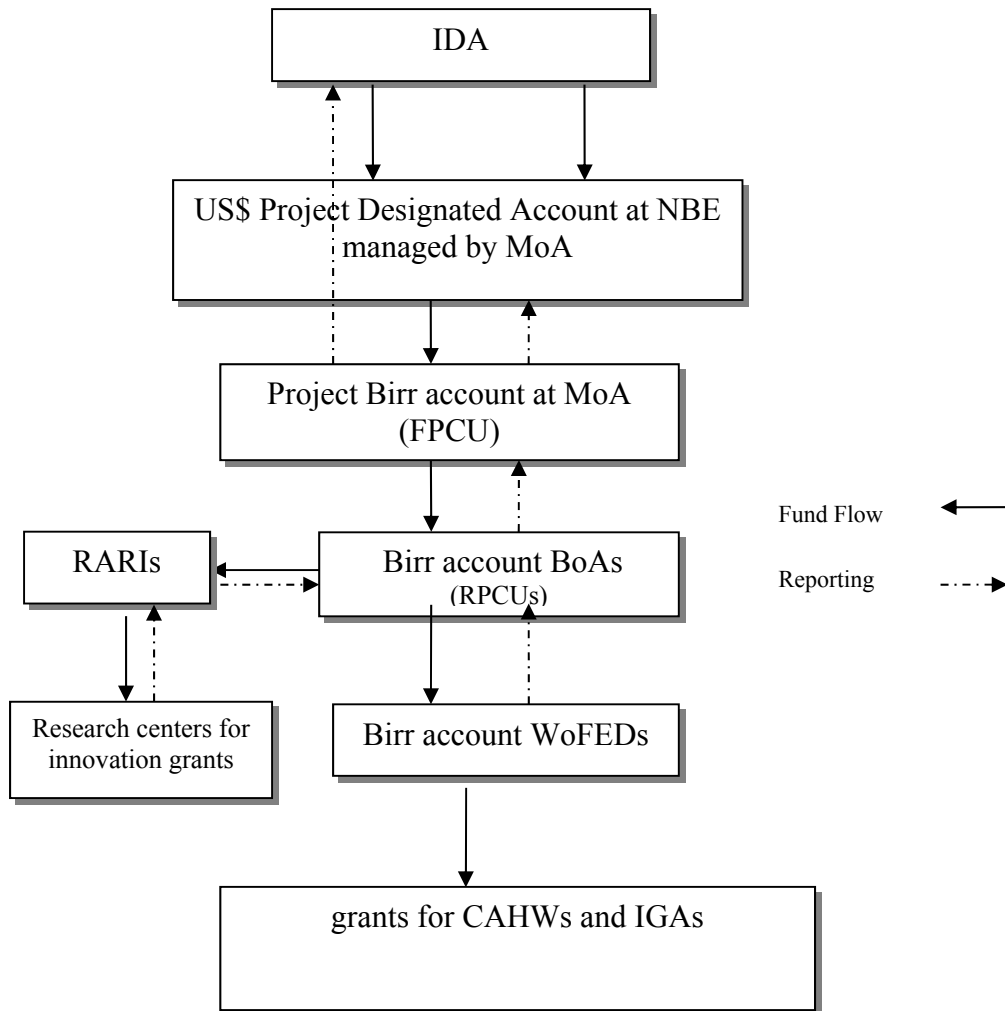 IDA
US$ Project Designated Account at NBE
managed by MoA
Project Birr account at MoA
(FPCU)
Fund Flow
RARIs
Birr account BoAs
(RPCUs)
Reporting
Research centers for
innovation grants
Birr account WoFEDs
grants for CAHWs and IGAs